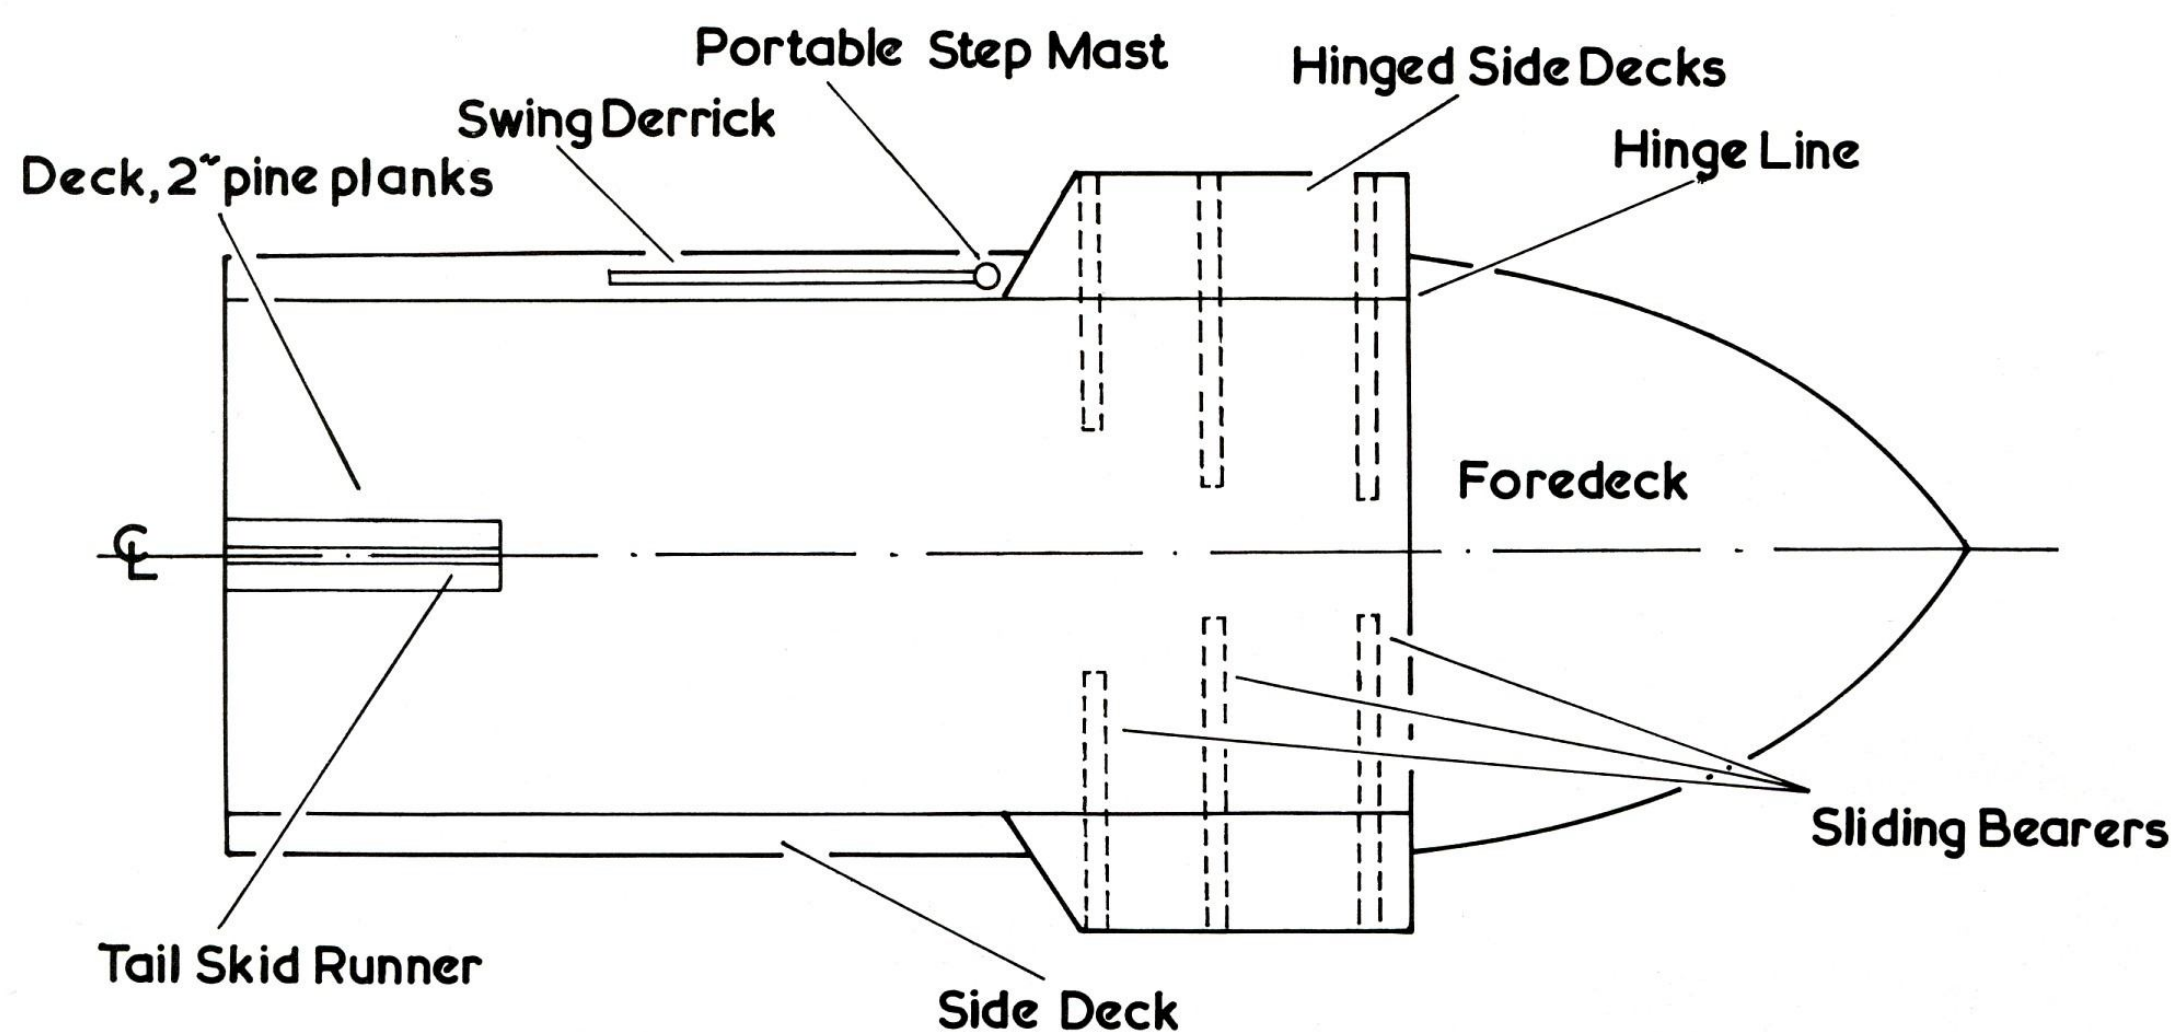 Portable Step Mast
Hinged Side Decks
Swing Derrick
Hinge Line
Deck, 2" pine planks
Foredeck
CL
Sliding Bearers
Tail Skid Runner
Side Deck